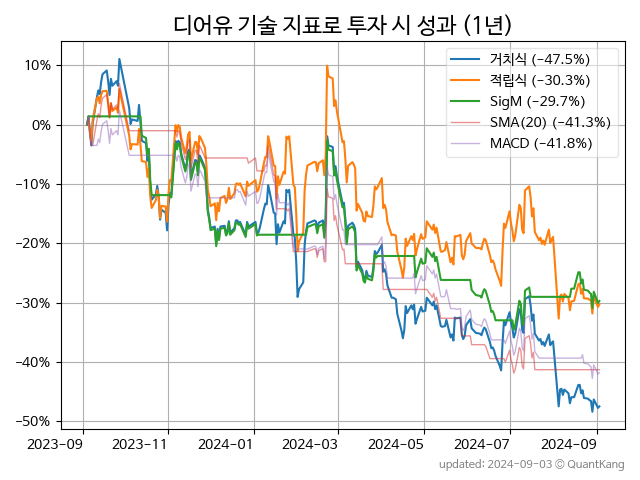 디어유 기술 지표로 투자 시 성과 (1년)
거치식 (−47.5%)
적립식 (−30.3%)
SigM (−29.7%)
SMA(20) (−41.3%)
MACD (−41.8%)
10%
0%
−10%
−20%
−30%
−40%
−50%
2023-09 2023-11 2024-01 2024-03 2024-05 2024-07 2024-09
updated: 2024-09-03 © QuantKang